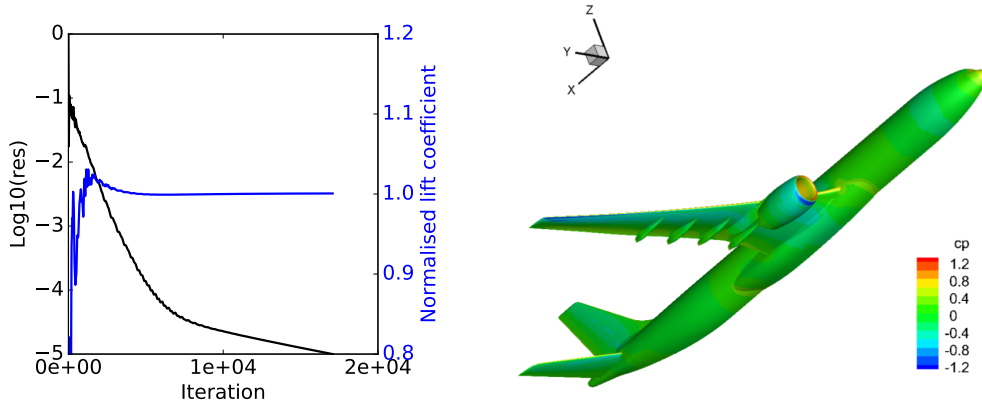 0
−1
−2
−3
−4
−5
Log10(res)
0e+00
1e+04
2e+04
Iteration
1.2
1.1
1.0
0.9
0.8
Normalised lift coefficient
Z
Y
X
cp
1.2
0.8
0.4
0
-0.4
-0.8
-1.2